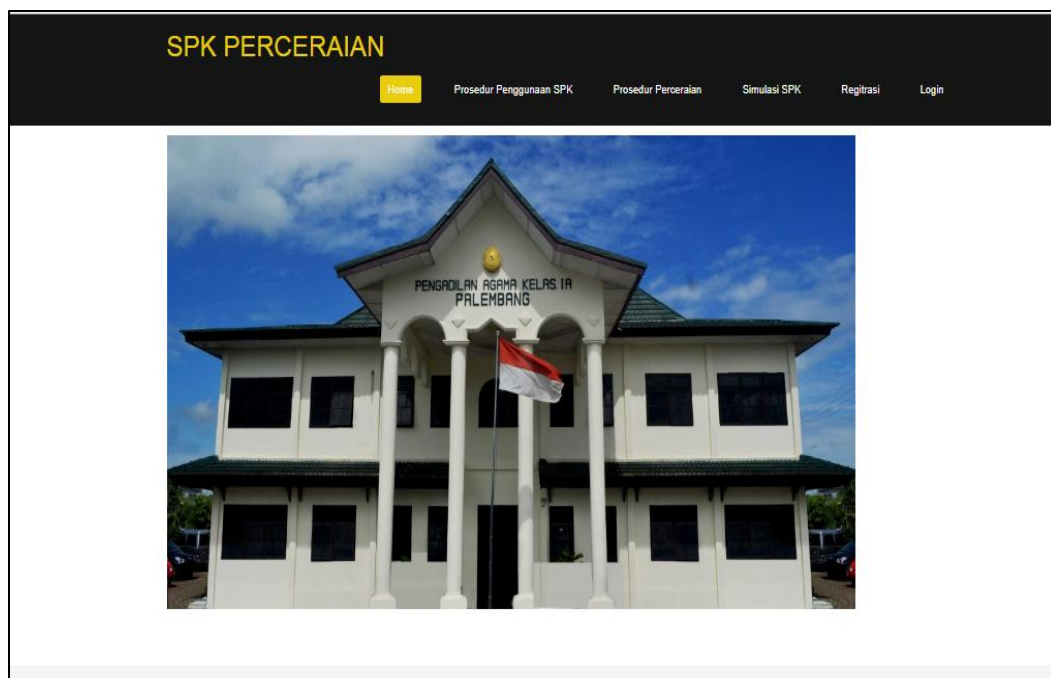 SPK PERCERAIAN
Home Prosedur Penggunaan SPK Prosedur Perceraian Simulasi SPK Regitrasi Login
PENGADILAN AGAMA KELAS IA
PALEMBANG